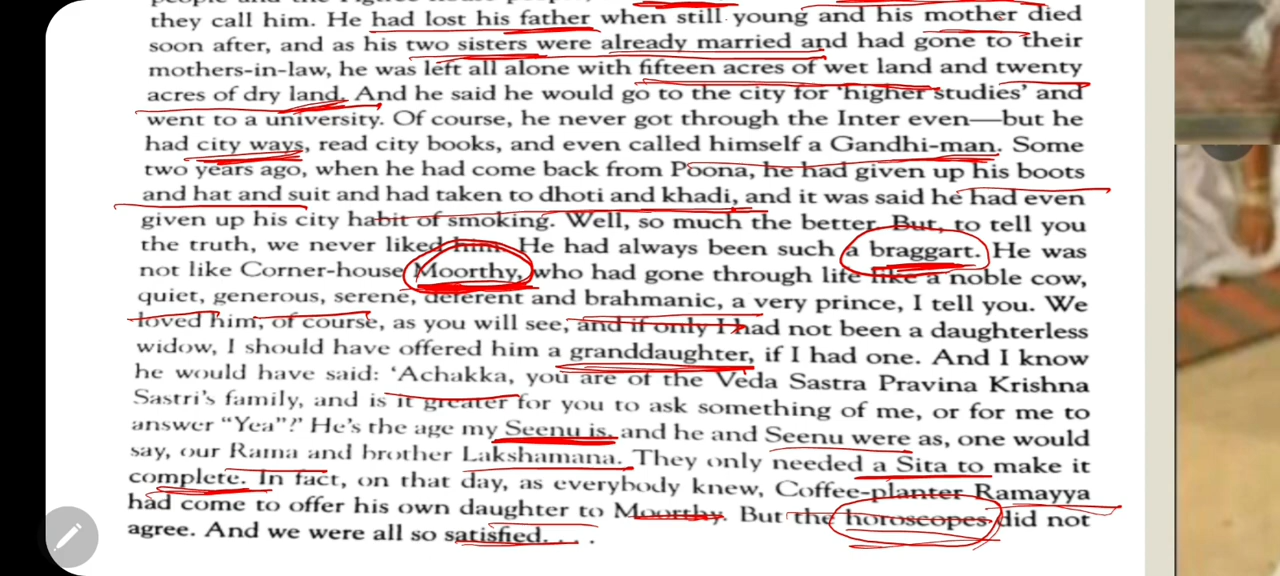 they call him. He had lost his father when still young and his mother died
soon after, and as his two sisters were already married and had gone to their
mothers-in-law, he was left all alone with fifteen acres of wet land and twenty
acres of dry land. And he said he would go to the city for 'higher studies' and
went to a university. Of course, he never got through the Inter even—but he
had city ways, read city books, and even called himself a Gandhi-man. Some
two years ago, when he had come back from Poona, he had given up his boots
and hat and suit and had taken to dhoti and khadi, and it was said he had even
given up his city habit of smoking. Well, so much the better. But, to tell you
the truth, we never liked him. He had always been such a braggart. He was
not like Corner-house Moorthy, who had gone through life like a noble cow,
quiet, generous, serene, deferent and brahmanic, a very prince, I tell you. We
loved him, of course, as you will see, and if only I had not been a daughterless
widow, I should have offered him a granddaughter, if I had one. And I know
he would have said: 'Achakka, you are of the Veda Sastra Pravina Krishna
Sastri's family, and is it greater for you to ask something of me, or for me to
answer "Yea"?' He's the age my Seenu is, and he and Seenu were as, one would
say, our Rama and brother Lakshamana. They only needed a Sita to make it
complete. In fact, on that day, as everybody knew, Coffee-planter Ramayya
had come to offer his own daughter to Moorthy. But the horoscopes did not
agree. And we were all so satisfied. . . .